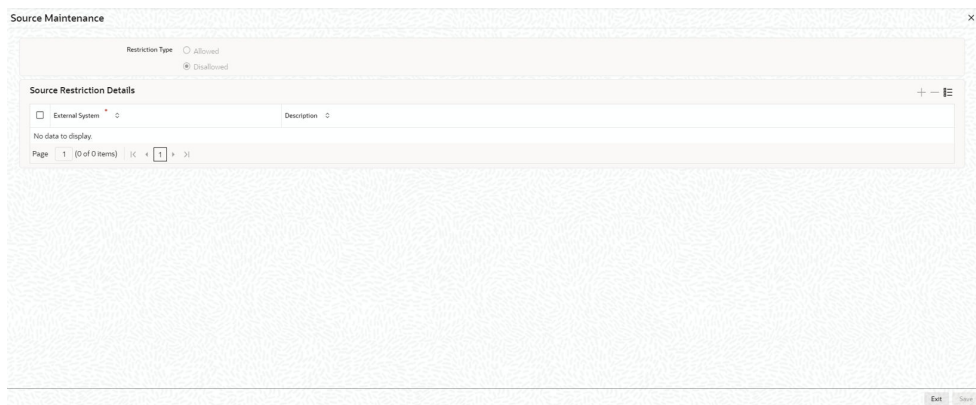 Source Maintenance
Restriction Type
Allowed
Disallowed
Source Restriction Details
External System *
Description
No data to display.
Page 1 (0 of 0 items) 1
Exit Save